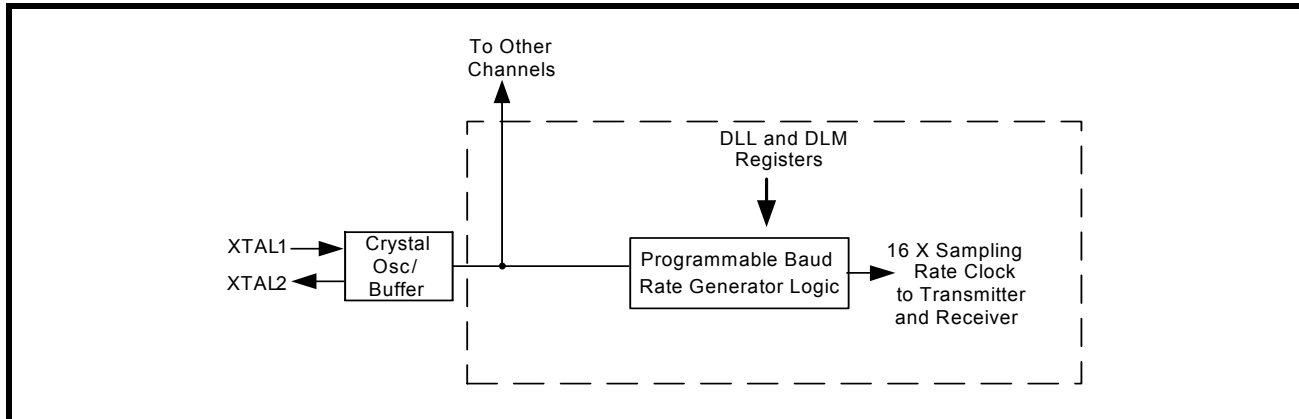 To Other
Channels
DLL and DLM
Registers
XTAL1
XTAL2
Crystal
Osc/
Buffer
Programmable Baud
Rate Generator Logic
16 X Sampling
Rate Clock
to Transmitter
and Receiver